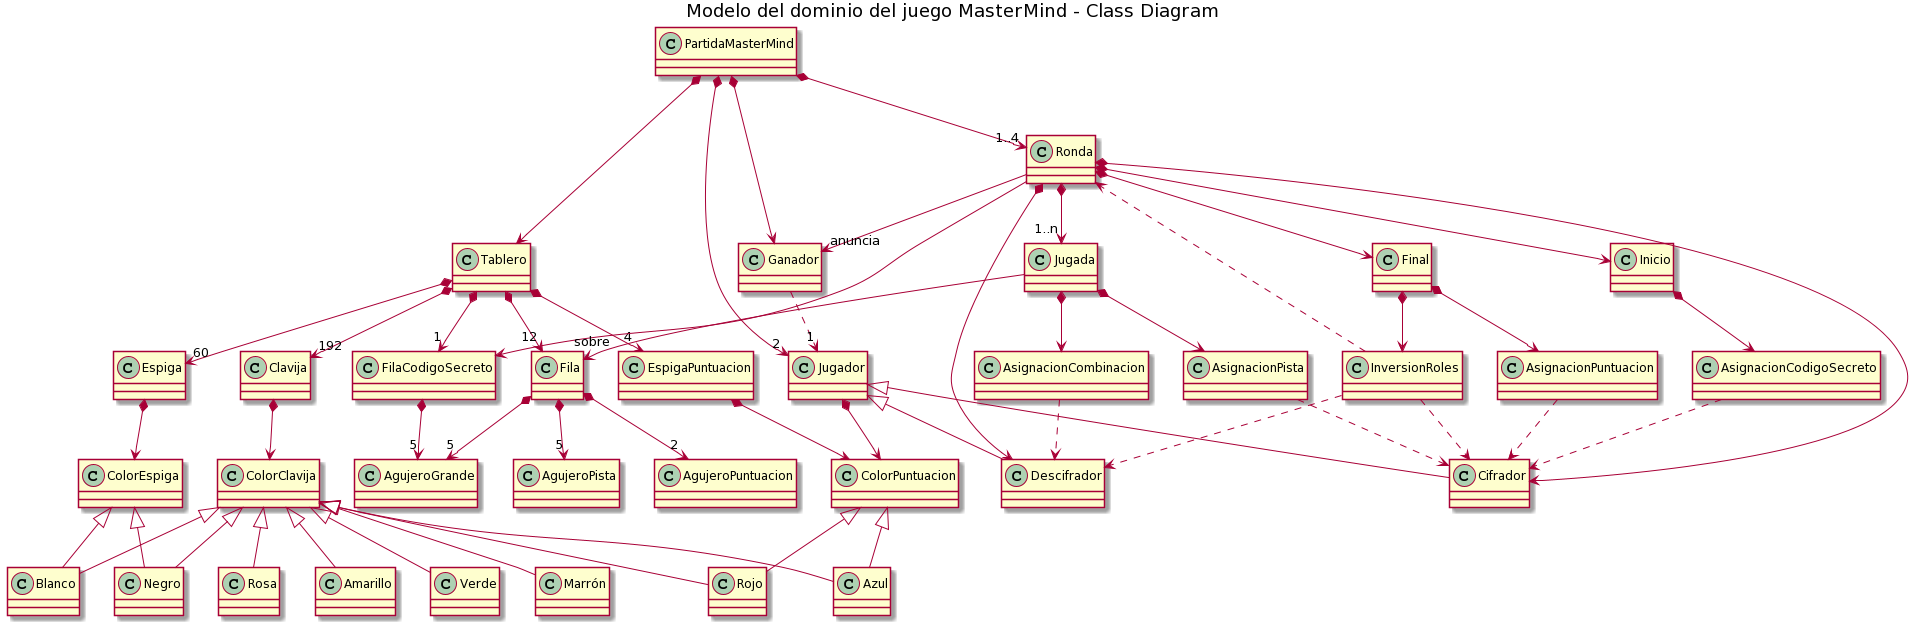 Modelo del dominio del juego MasterMind - Class Diagram
C PartidaMasterMind
1..4
C Ronda
anuncia
1..n
C Tablero
C Ganador
C Jugada
C Final
C Inicio
60
192
1
12
sobre
4
2
1
C Espiga
C Clavija
C FilaCodigoSecreto
C Fila
C EspigaPuntuacion
C Jugador
C AsignacionCombinacion
C AsignacionPista
C InversionRoles
C AsignacionPuntuacion
C AsignacionCodigoSecreto
5
5
5
2
C ColorEspiga
C ColorClavija
C AgujeroGrande
C AgujeroPista
C AgujeroPuntuacion
C ColorPuntuacion
C Descifrador
C Cifrador
C Blanco
C Negro
C Rosa
C Amarillo
C Verde
C Marrón
C Rojo
C Azul